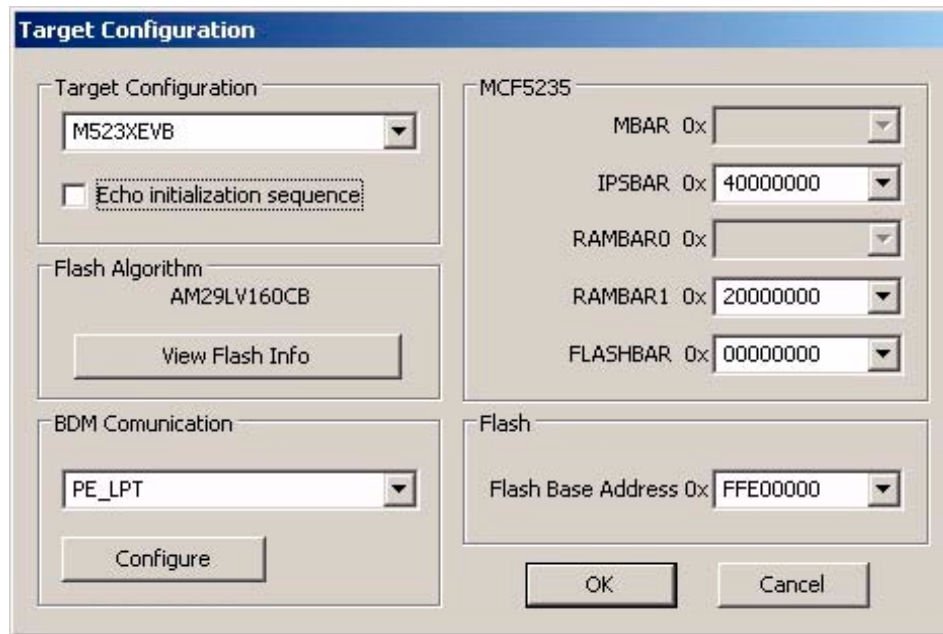 Target Configuration
Target Configuration
M523XEVB
Echo initialization sequence
Flash Algorithm
AM29LV160CB
View Flash Info
BDM Comunication
PE_LPT
Configure
MCF5235
MBAR 0x
IPSBAR 0x 40000000
RAMBAR0 0x
RAMBAR1 0x 20000000
FLASHBAR 0x 00000000
Flash
Flash Base Address 0x FFE00000
OK
Cancel